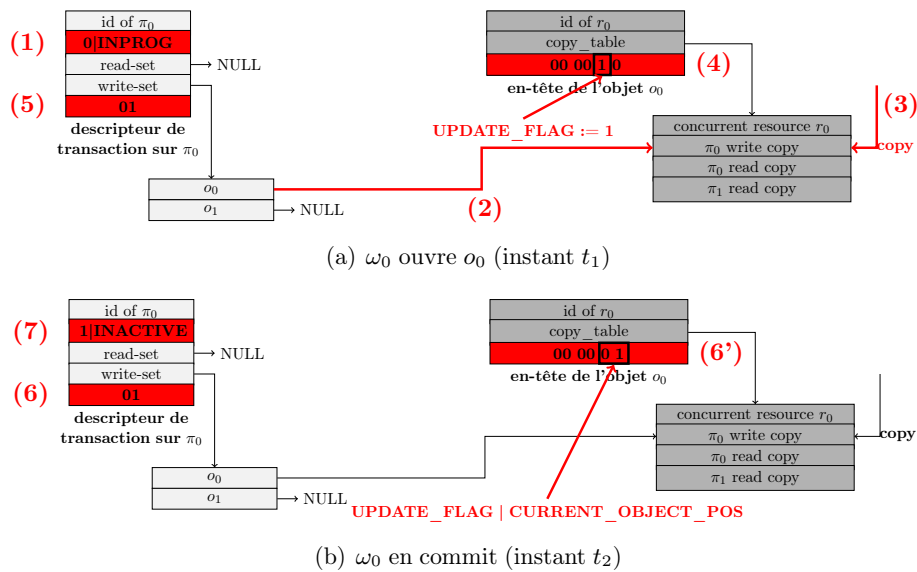 id of π₀
(1)
0|INPROG
read-set
NULL
write-set
(5)
01
descripteur de
transaction sur π₀
id of r₀
copy_table
00 00 1 0
(4)
en-tête de l'objet o₀
UPDATE_FLAG := 1
(3)
concurrent resource r₀
π₀ write copy
copy
π₀ read copy
π₁ read copy
o₀
o₁
NULL
(2)
(a) ω₀ ouvre o₀ (instant t₁)
id of π₀
(7)
1|INACTIVE
read-set
NULL
write-set
(6)
01
descripteur de
transaction sur π₀
id of r₀
copy_table
00 00 0 1
(6')
en-tête de l'objet o₀
concurrent resource r₀
π₀ write copy
copy
π₀ read copy
π₁ read copy
o₀
o₁
NULL
UPDATE_FLAG | CURRENT_OBJECT_POS
(b) ω₀ en commit (instant t₂)